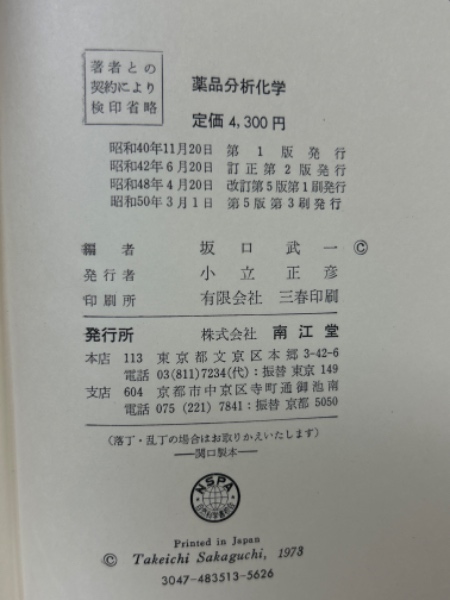 著者との
契約により
検印省略
薬品分析化学
定価 4,300円
昭和40年11月20日 第1版発行
昭和42年6月20日 訂正第2版発行
昭和48年4月20日 改訂第5版第1刷発行
昭和50年3月1日 第5版第3刷発行
編者 坂口武一 ©
発行者 小立正彦
印刷所 有限会社 三春印刷
発行所 株式会社 南江堂
本店 113 東京都文京区本郷3-42-6
電話 03(811)7234(代):振替 東京 149
支店 604 京都市中京区寺町通御池南
電話 075 (221) 7841:振替 京都 5050
(落丁・乱丁の場合はお取りかえいたします)
—関口製本—
NSPA
Printed in Japan
© Takeichi Sakaguchi, 1973
3047-483513-5626